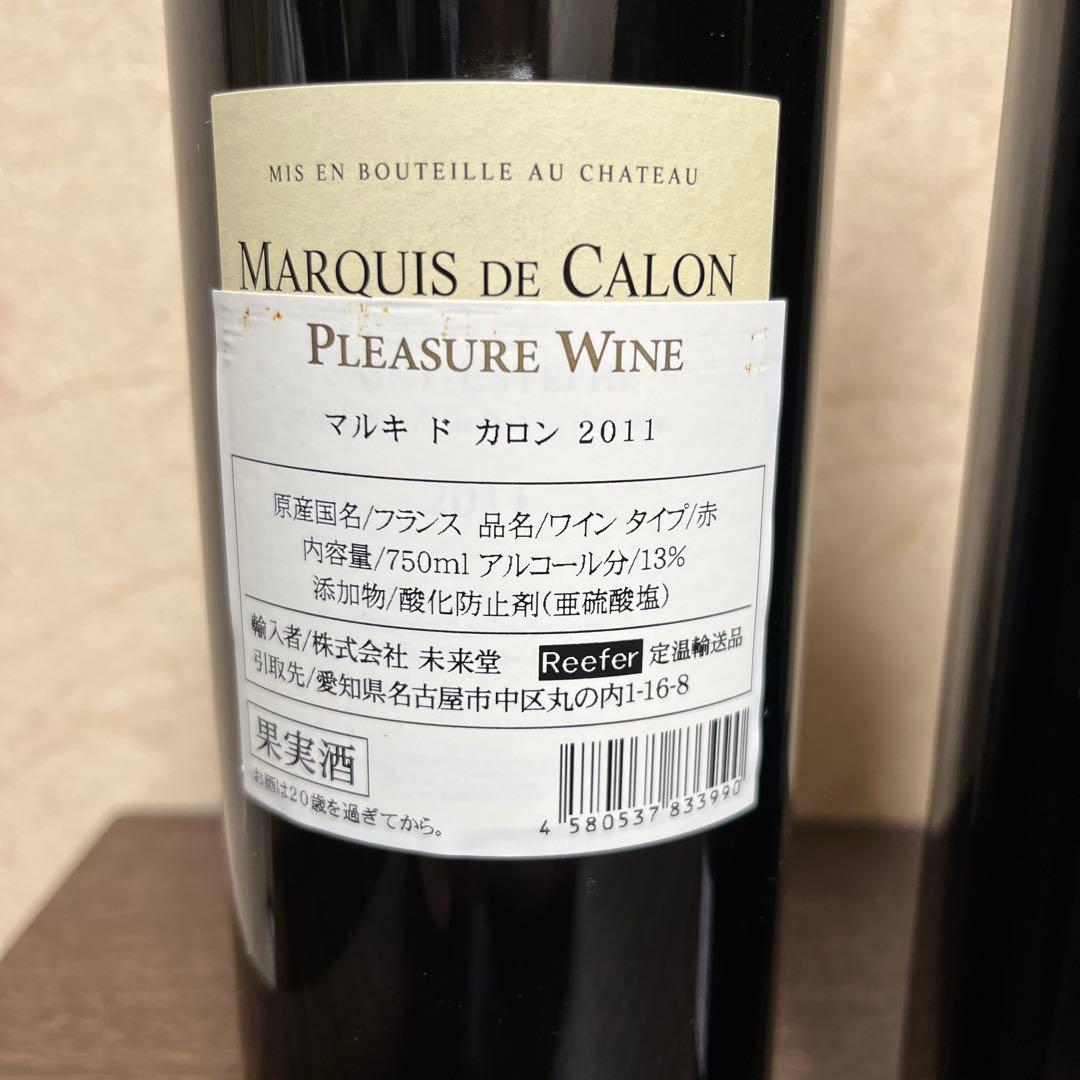 MIS EN BOUTEILLE AU CHATEAU
MARQUIS DE CALON
PLEASURE WINE
マルキ ド カロン 2011
原産国名/フランス 品名/ワイン タイプ/赤
内容量/750ml アルコール分/13%
添加物/酸化防止剤(亜硫酸塩)
輸入者/株式会社 未来堂 Reefer 定温輸送品
引取先/愛知県名古屋市中区丸の内1-16-8
果実酒
お酒は20歳を過ぎてから。
4 580537 833990